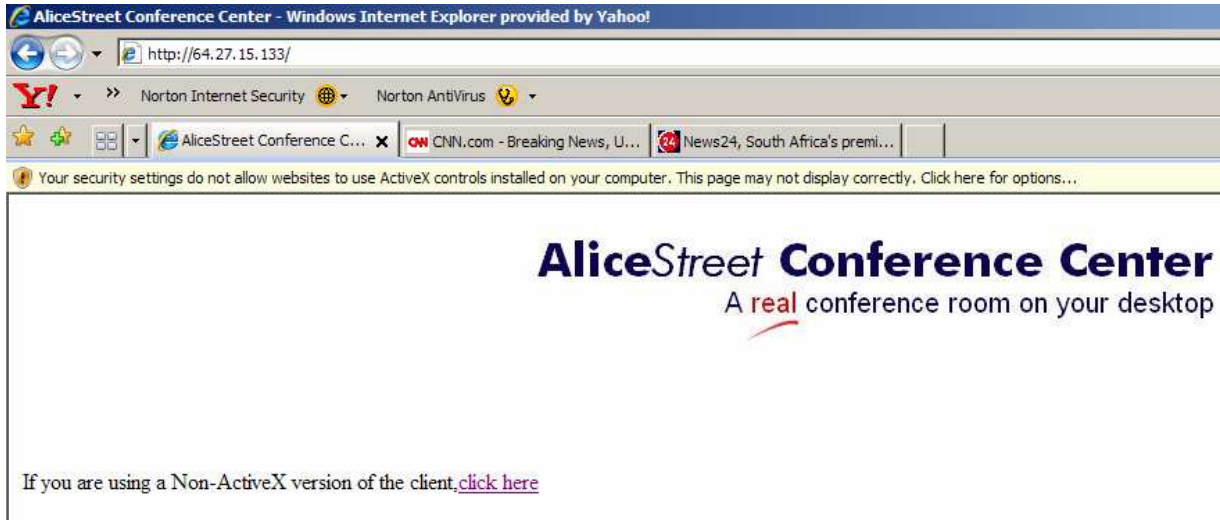 AliceStreet Conference Center - Windows Internet Explorer provided by Yahoo!
http://64.27.15.133/
Y! >> Norton Internet Security Norton AntiVirus
AliceStreet Conference C... CNN CNN.com - Breaking News, U... 24 News24, South Africa's premi...
Your security settings do not allow websites to use ActiveX controls installed on your computer. This page may not display correctly. Click here for options...
AliceStreet Conference Center
A real conference room on your desktop
If you are using a Non-ActiveX version of the client,click here